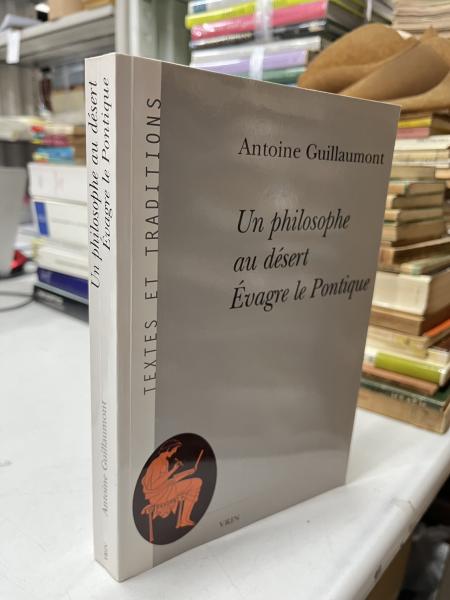 Antoine Guillaumont
Un philosophe
au désert
Évagre le Pontique
VRIN
TEXTES ET TRADITIONS
Un philosophe au désert
Évagre le Pontique
Antoine Guillaumont
VRIN